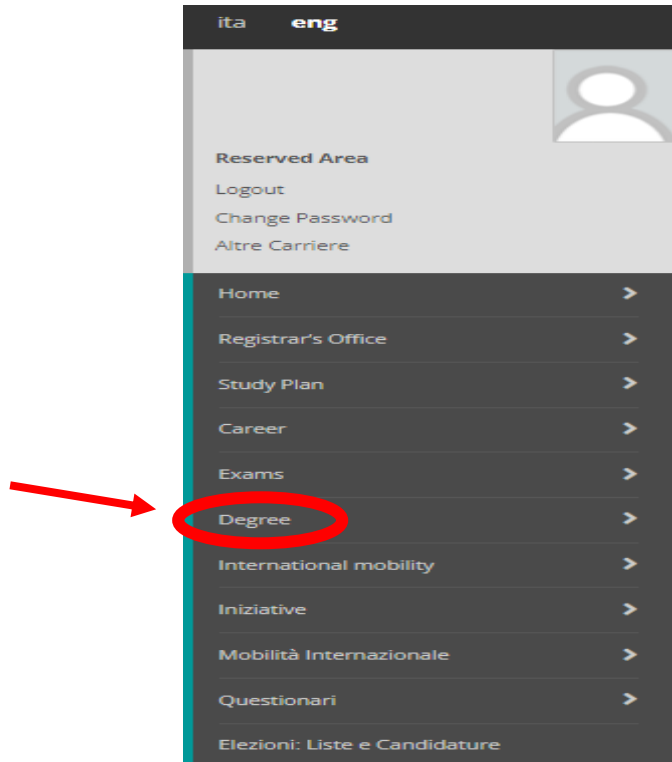 ita eng
Reserved Area
Logout
Change Password
Altre Carriere
Home
Registrar's Office
Study Plan
Career
Exams
Degree
International mobility
Iniziative
Mobilità Internazionale
Questionari
Elezioni: Liste e Candidature